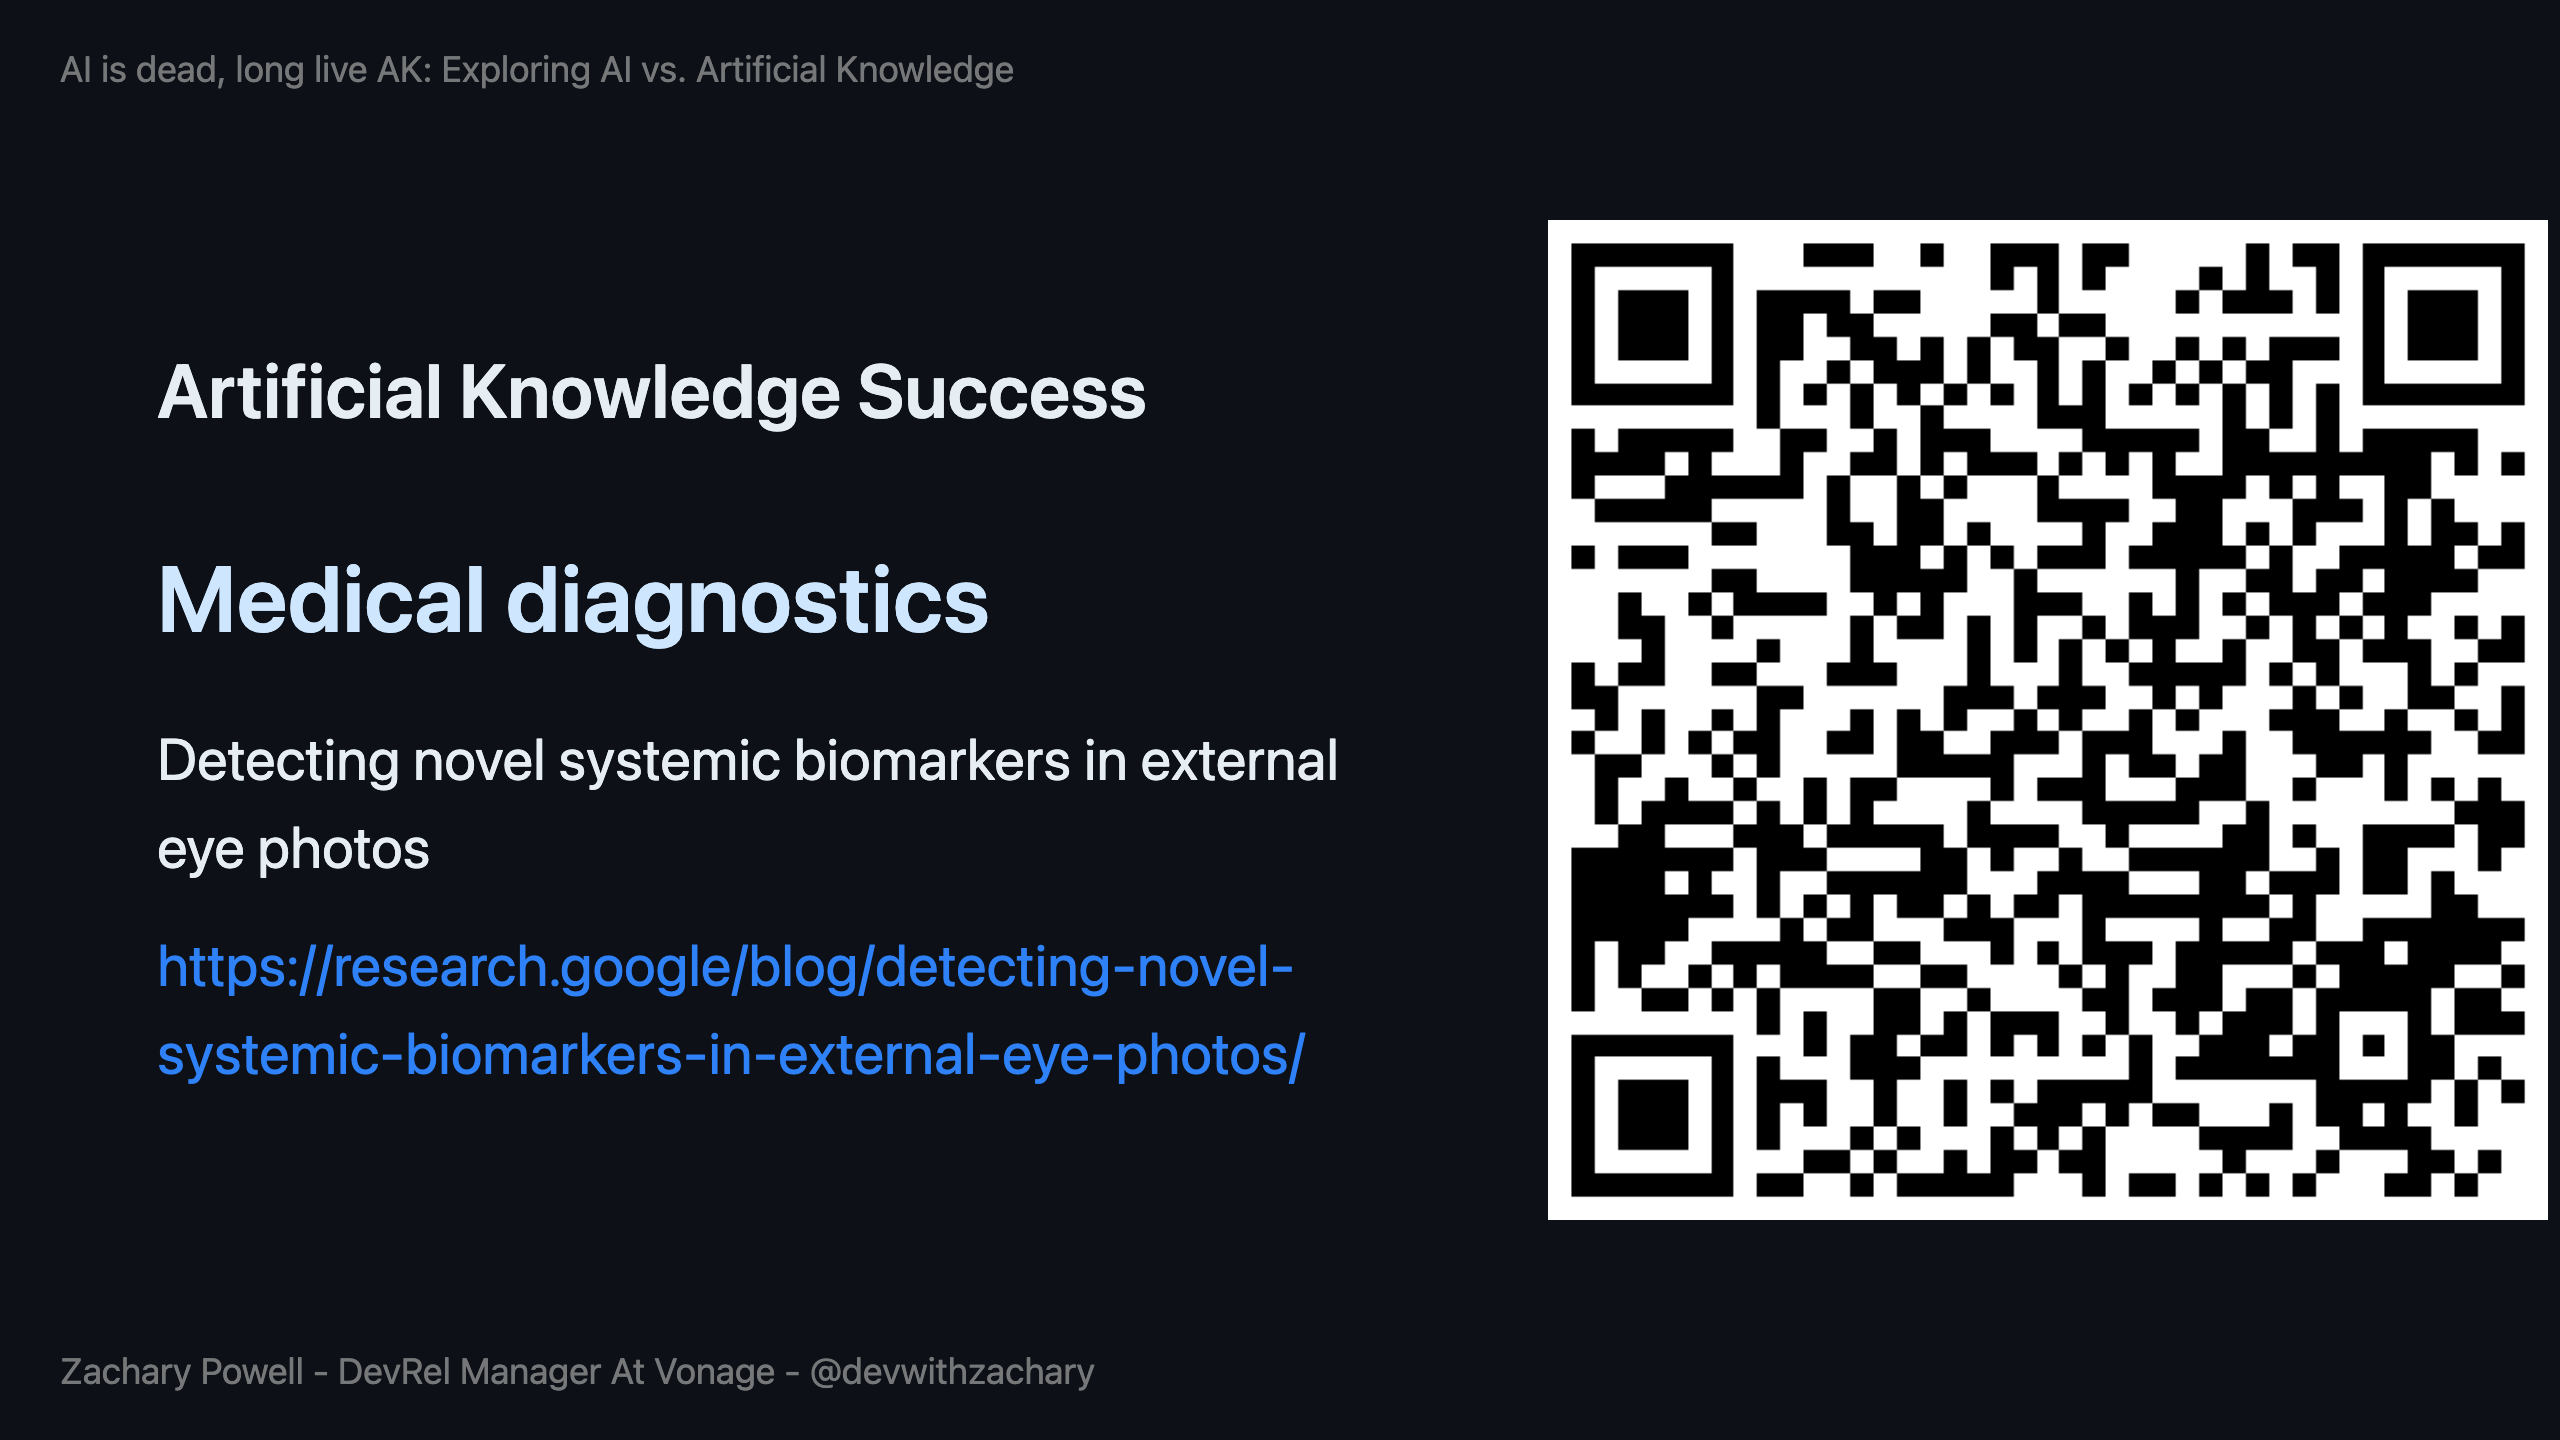 AI is dead, long live AK: Exploring AI vs. Artificial Knowledge
Artificial Knowledge Success
Medical diagnostics
Detecting novel systemic biomarkers in external
eye photos
https://research.google/blog/detecting-novel-
systemic-biomarkers-in-external-eye-photos/
Zachary Powell - DevRel Manager At Vonage - @devwithzachary